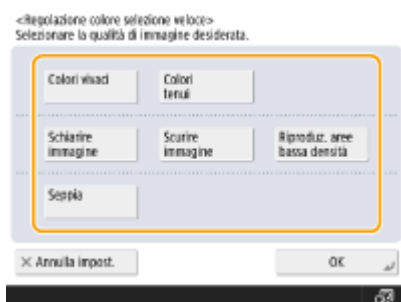 <Regolazione colore selezione veloce>
Selezionare la qualità di immagine desiderata.
Colori vivaci
Colori
tenui
Schiarire
immagine
Scurire
immagine
Riproduz. aree
bassa densità
Seppia
× Annulla impost.
OK